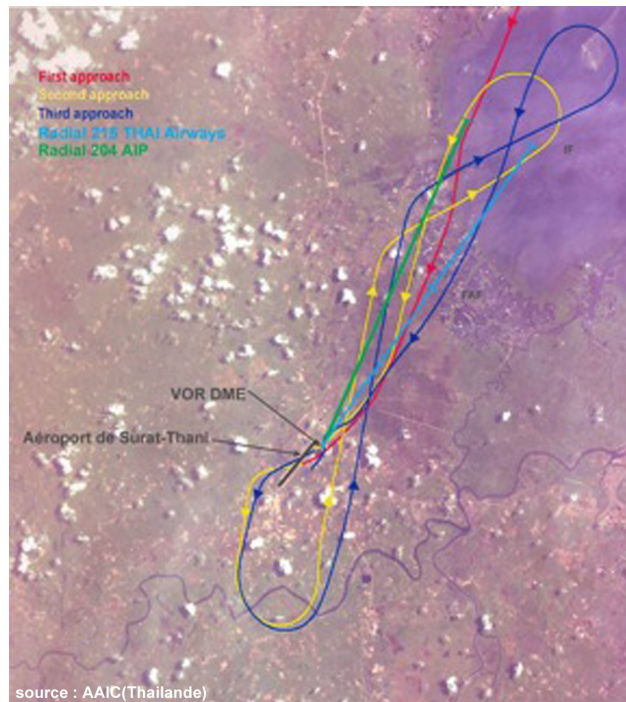 First approach
Second approach
Third approach
Radial 215 THAI Airways
Radial 204 AIP
IF
FAF
VOR DME
Aéroport de Surat-Thani
source : AAIC(Thailande)